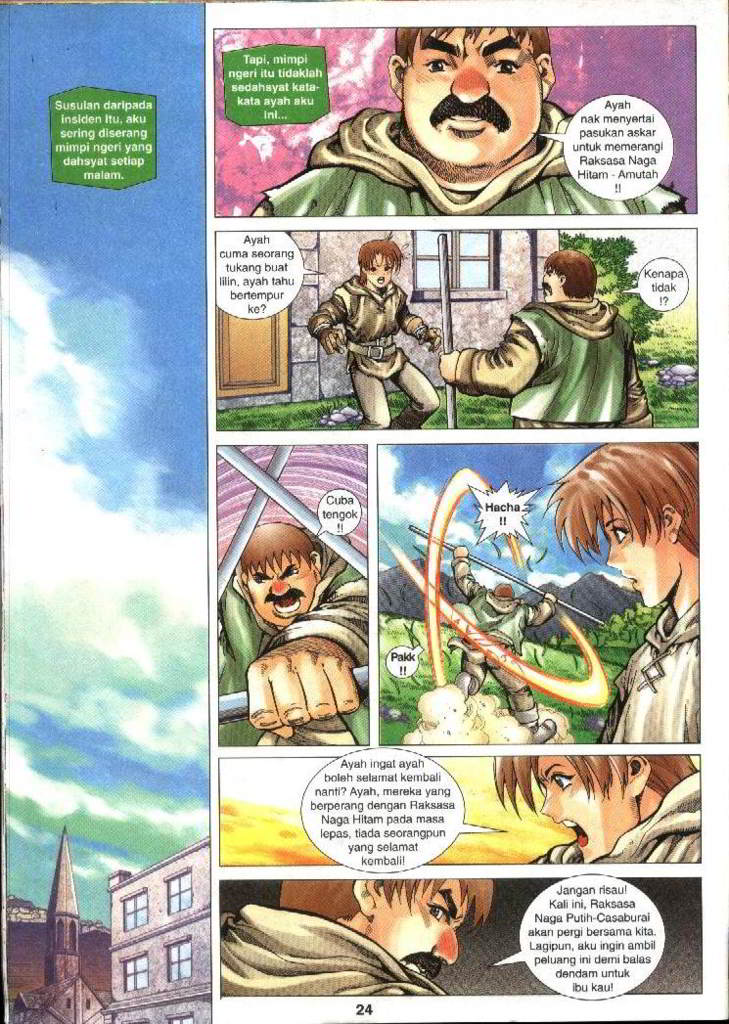 Susulan daripada
insiden itu, aku
sering diserang
mimpi ngeri yang
dahsyat setiap
malam.
Tapi, mimpi
ngeri itu tidaklah
sedahsyat kata-
kata ayah aku
ini...
Ayah
nak menyertai
pasukan askar
untuk memerangi
Raksasa Naga
Hitam - Amutah
!!
Ayah
cuma seorang
tukang buat
lilin, ayah tahu
bertempur
ke?
Kenapa
tidak
!?
Cuba
tengok
!!
Hacha
!!
Pakk
!!
Ayah ingat ayah
boleh selamat kembali
nanti? Ayah, mereka yang
berperang dengan Raksasa
Naga Hitam pada masa
lepas, tiada seorangpun
yang selamat
kembali!
Jangan risau!
Kali ini, Raksasa
Naga Putih-Casaburai
akan pergi bersama kita.
Lagipun, aku ingin ambil
peluang ini demi balas
dendam untuk
ibu kau!
24